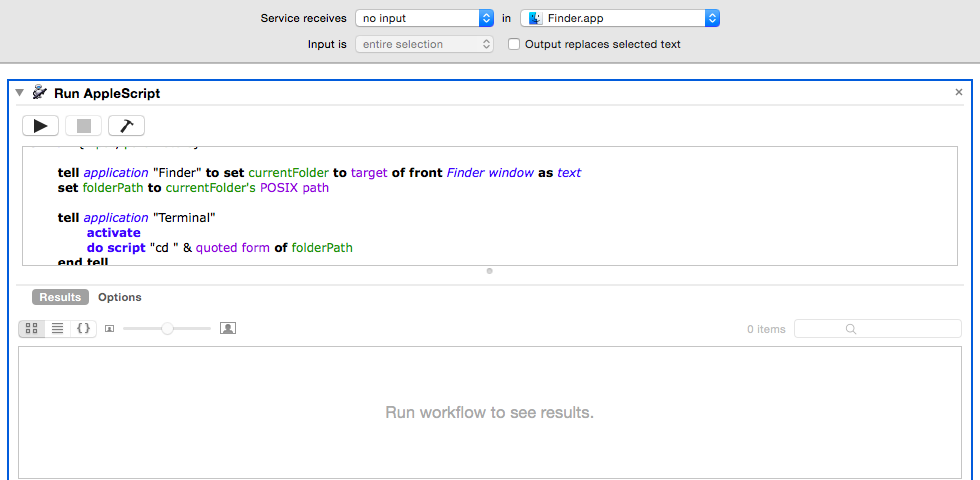 Service receives no input in Finder.app
Input is entire selection Output replaces selected text
Run AppleScript
tell application "Finder" to set currentFolder to target of front Finder window as text
set folderPath to currentFolder's POSIX path
tell application "Terminal"
activate
do script "cd " & quoted form of folderPath
end tell
Results Options
0 items
Run workflow to see results.